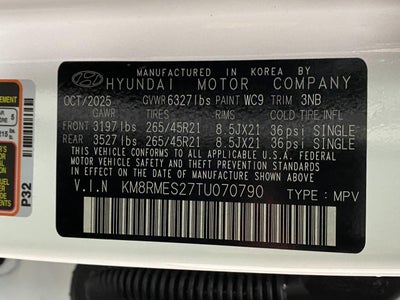 MANUFACTURED IN KOREA BY
HYUNDAI MOTOR COMPANY
OCT/2025 GVWR 6327lbs PAINT WC9 TRIM 3NB
GAWR TIRES RIMS COLD TIRE INFL
FRONT 3197lbs 265/45R21 8.5JX21 36psi SINGLE
REAR 3527lbs 265/45R21 8.5JX21 36psi SINGLE
THIS VEHICLE CONFORMS TO ALL APPLICABLE U.S.A. FEDERAL
MOTOR VEHICLE SAFETY, BUMPER, AND THEFT PREVENTION STANDARDS
IN EFFECT ON THE DATE OF MANUFACTURE SHOWN ABOVE.
V.I.N KM8RMES27TU070790 TYPE: MPV
P32